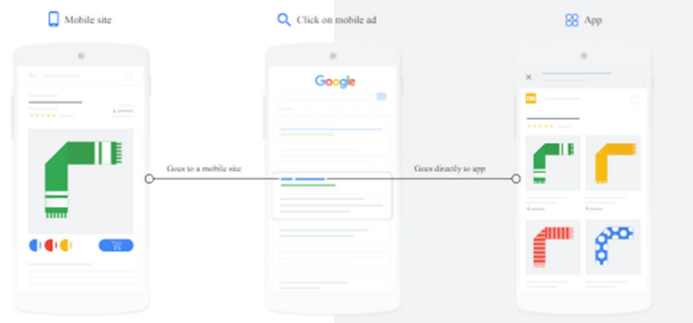 Mobile site
Click on mobile ad
App
Google
Goes to a mobile site
Goes directly to app